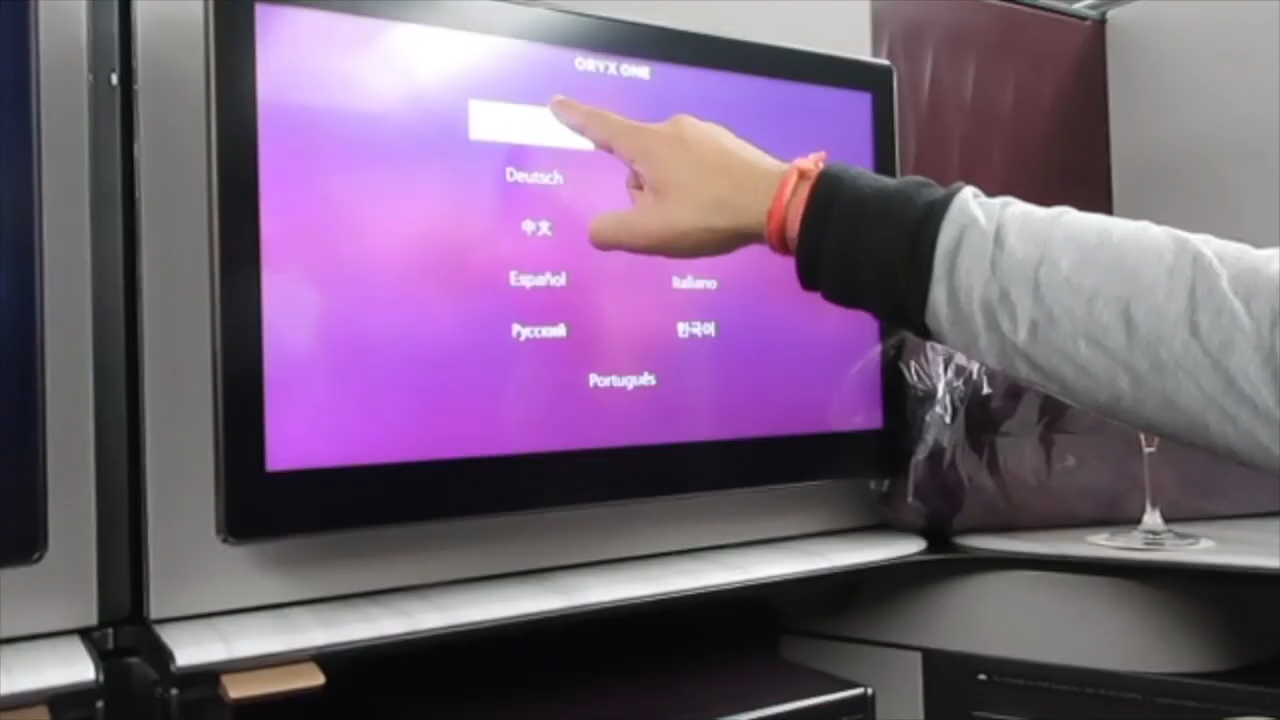 ORYX ONE
Deutsch
中文
Español Italiano
Русский 한국어
Português